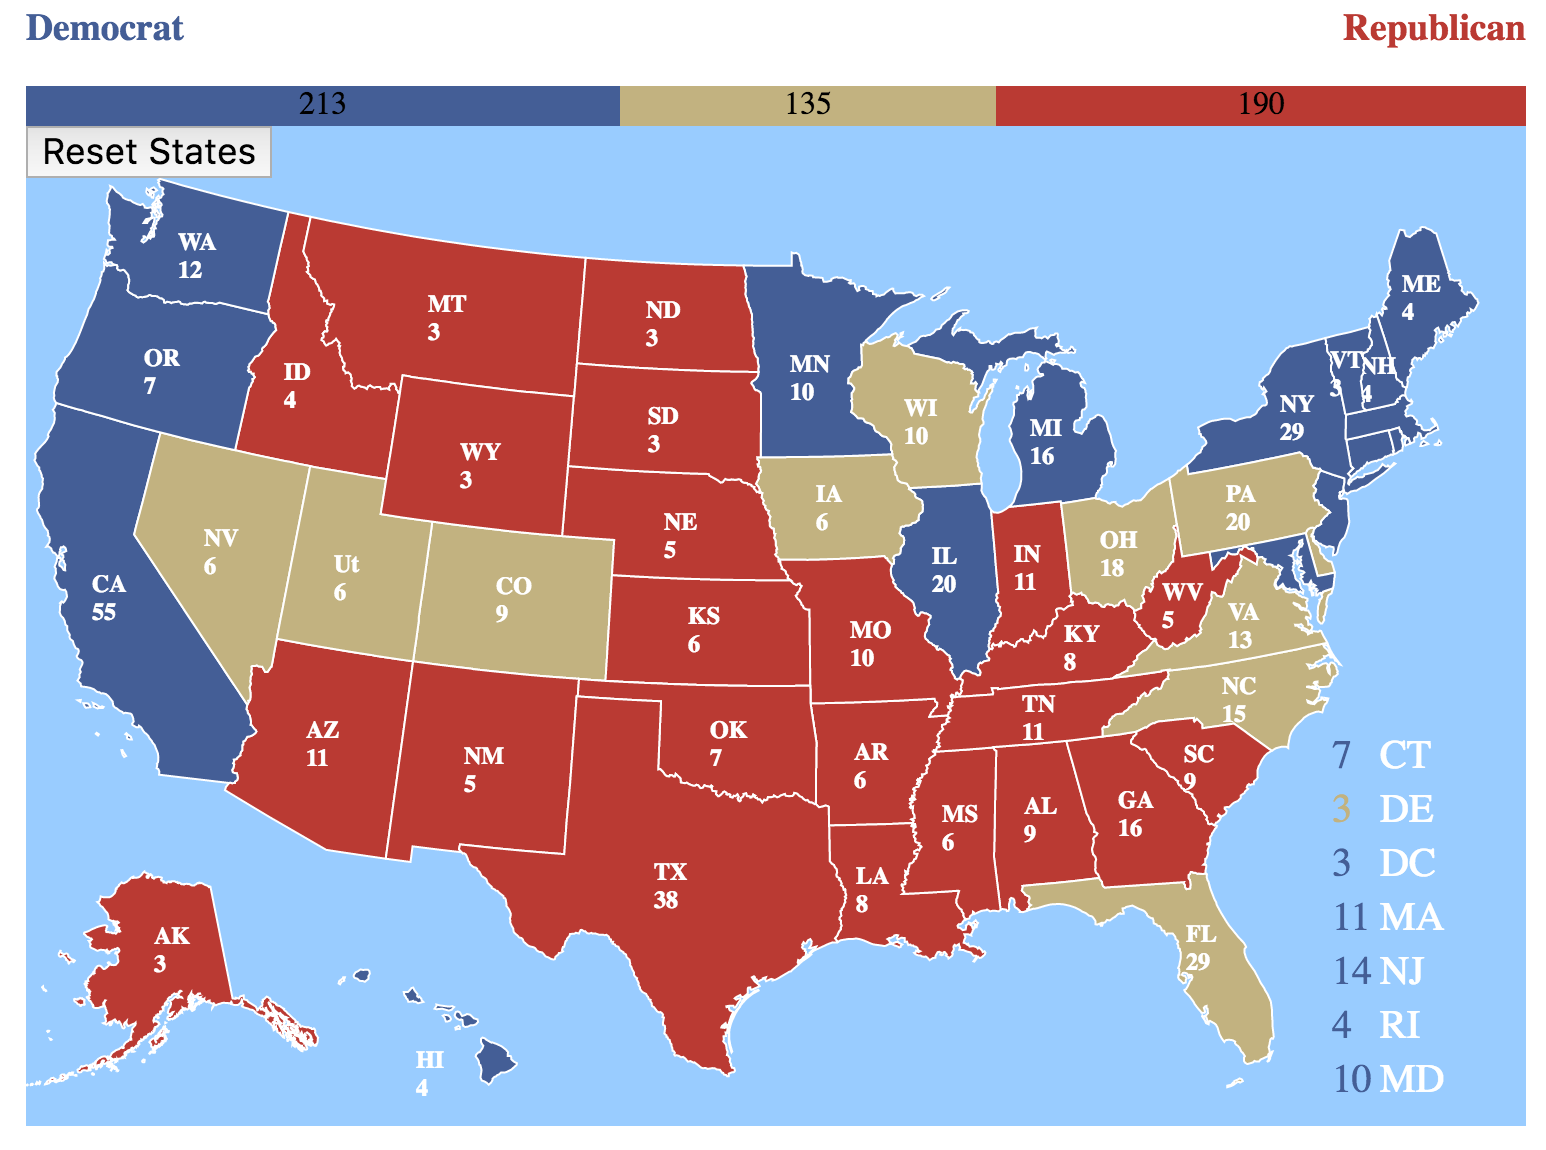 Democrat
Republican
213
135
190
Reset States
WA
12
OR
7
CA
55
NV
6
ID
4
MT
3
WY
3
Ut
6
CO
9
AZ
11
NM
5
ND
3
SD
3
NE
5
KS
6
OK
7
TX
38
MN
10
IA
6
MO
10
AR
6
LA
8
WI
10
IL
20
MI
16
IN
11
OH
18
KY
8
TN
11
MS
6
AL
9
GA
16
FL
29
SC
9
NC
15
VA
13
WV
5
PA
20
NY
29
VT
3
NH
4
ME
4
AK
3
HI
4
7 CT
3 DE
3 DC
11 MA
14 NJ
4 RI
10 MD